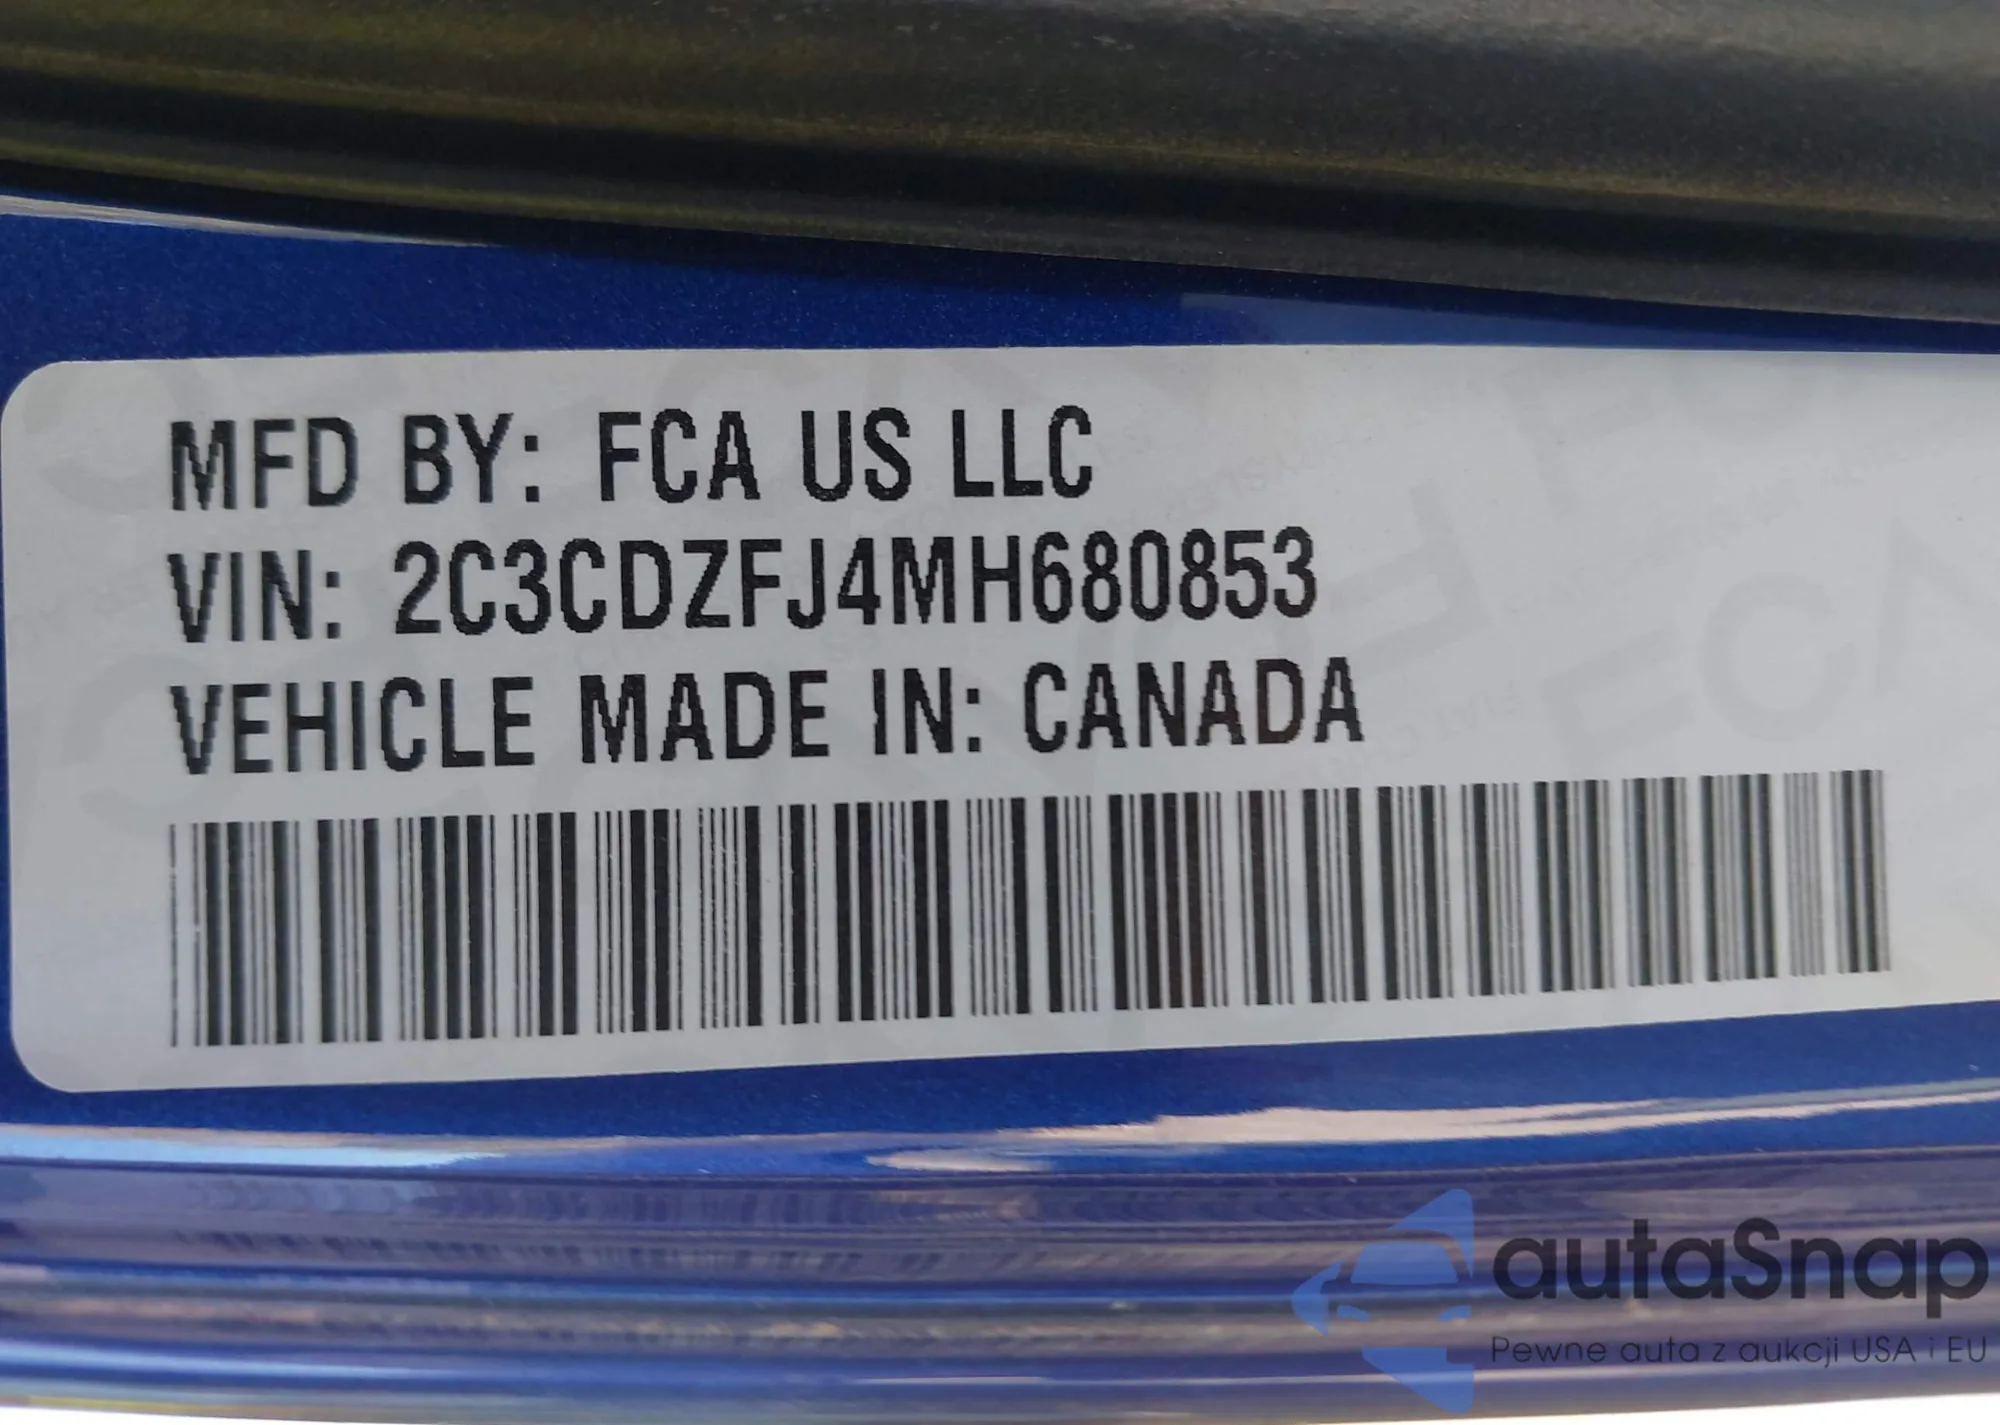 MFD BY: FCA US LLC
VIN: 2C3CDZFJ4MH680853
VEHICLE MADE IN: CANADA
autaSnap
Pewne auta z aukcji USA i EU